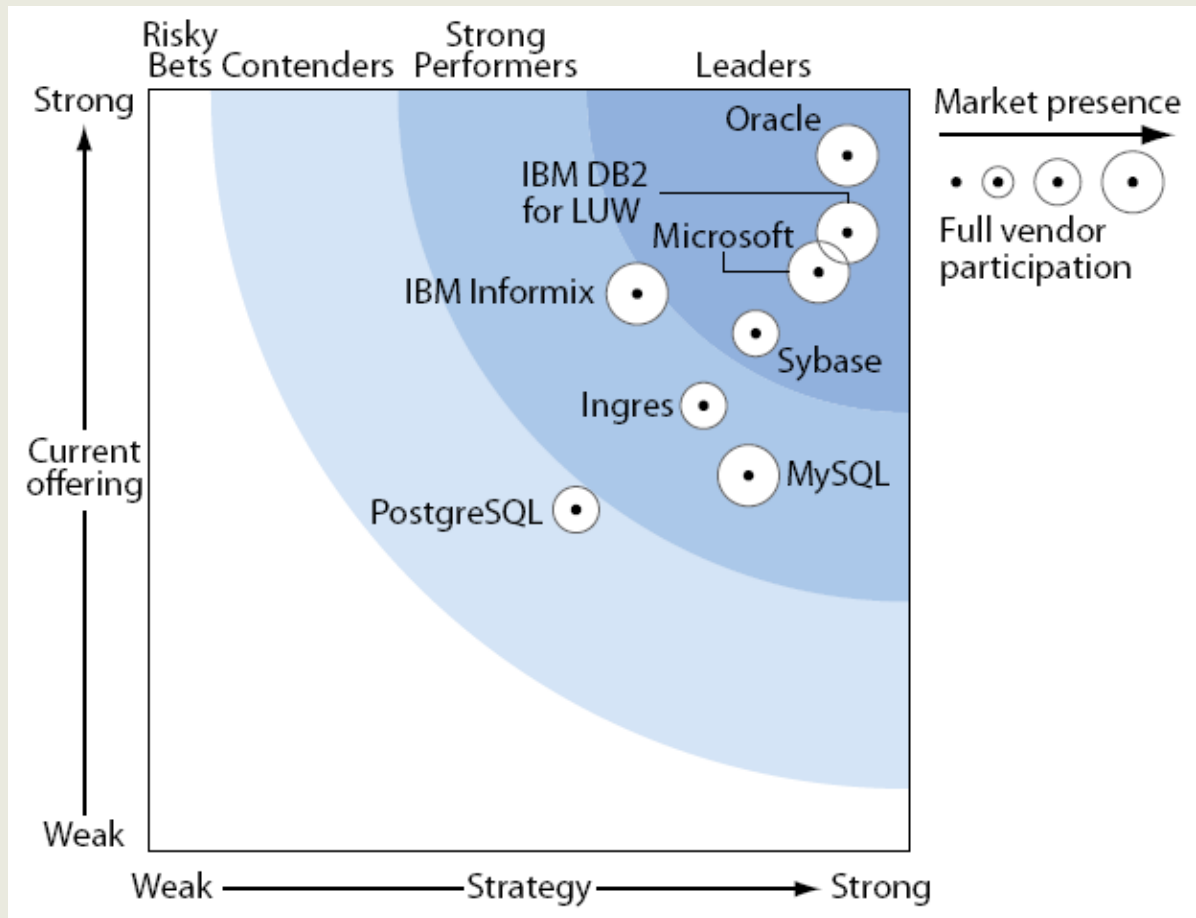 Risky
Bets
Contenders
Strong
Performers
Leaders
Strong
Market presence
Oracle
IBM DB2
for LUW
Full vendor
participation
Microsoft
IBM Informix
Sybase
Ingres
Current
offering
MySQL
PostgreSQL
Weak
Weak
Strategy
Strong